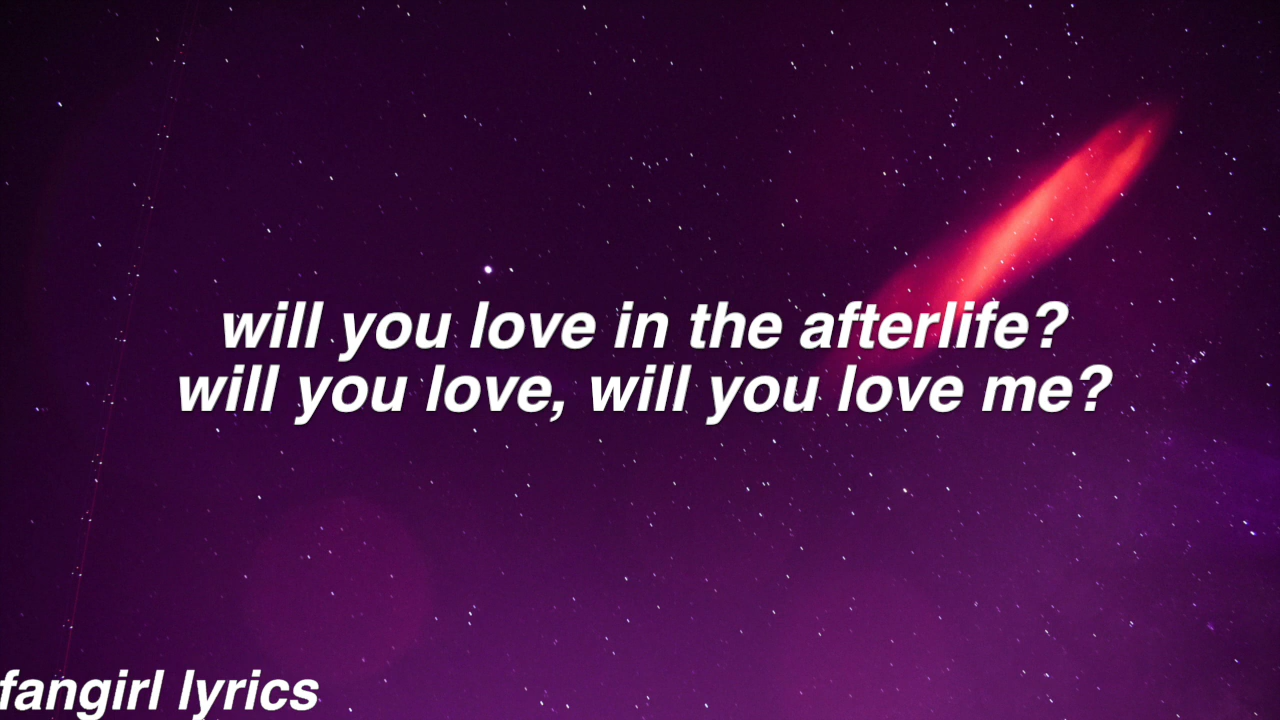 will you love in the afterlife?
will you love, will you love me?
fangirl lyrics